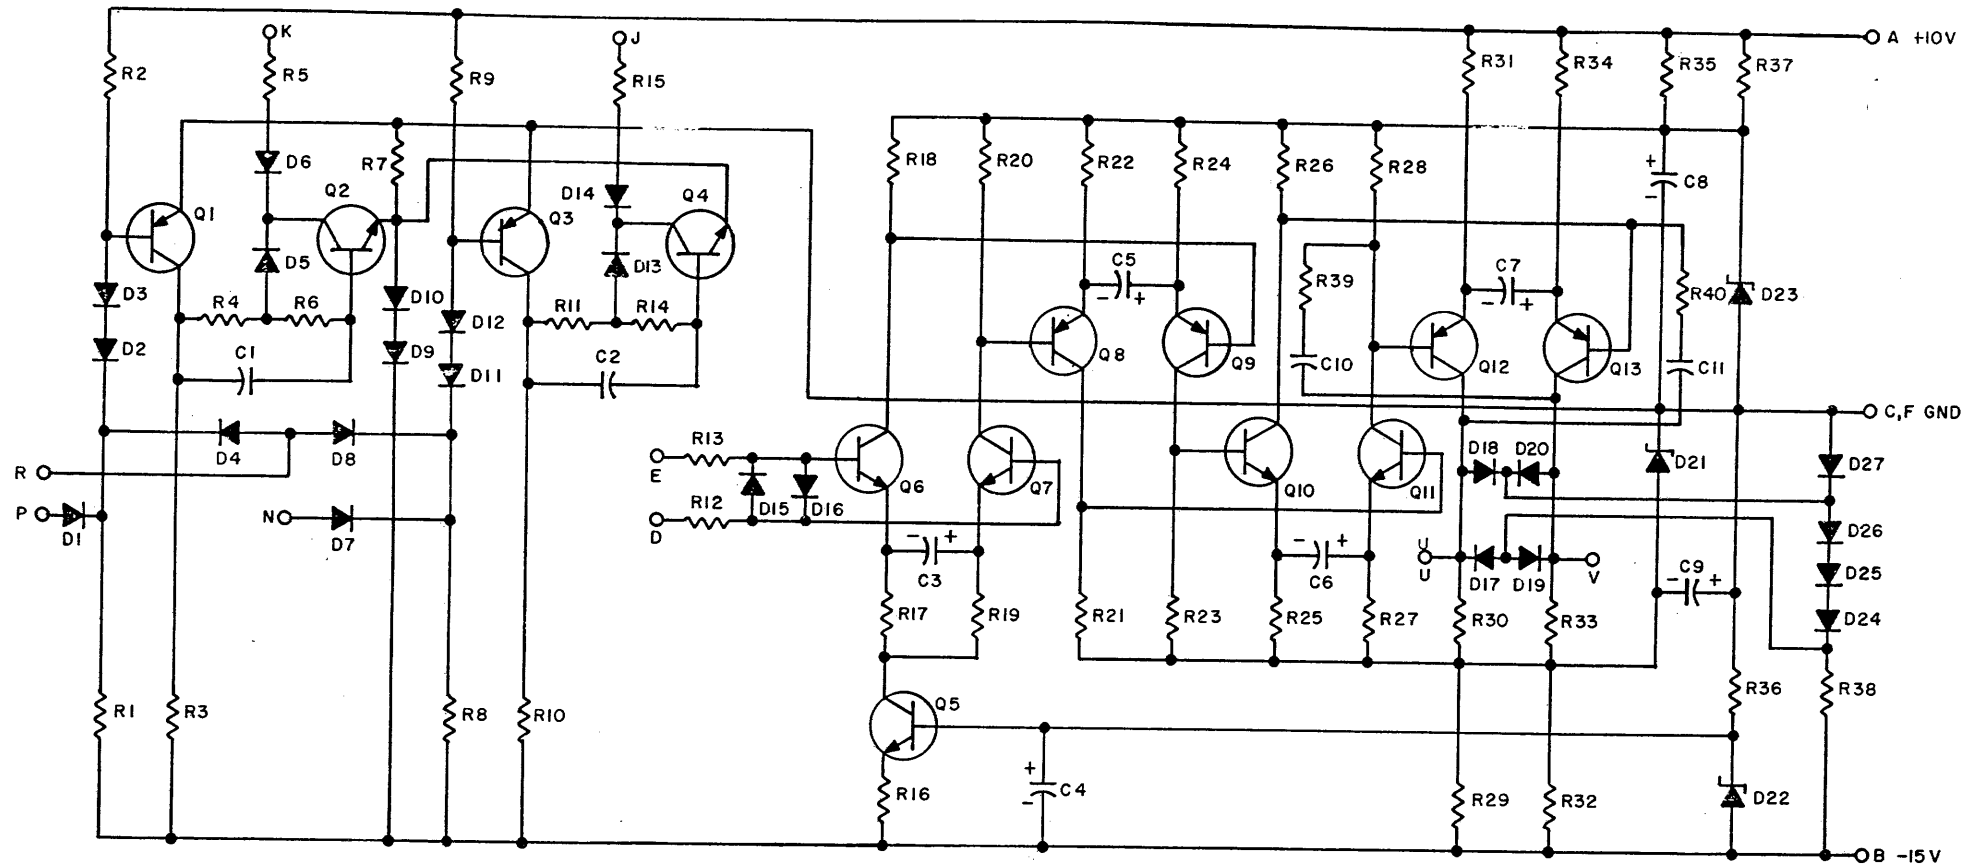 K
J
A +10V
R2
R5
R9
R15
R31
R34
R35
R37
D6
R7
D14
R18
R20
R22
R24
R26
R28
+
C8
-
Q1
Q2
Q3
Q4
D5
D13
C5
- +
R39
C7
- +
R40
D23
D3
R4
R6
D10
D12
R11
R14
D2
C1
D9
D11
C2
Q8
Q9
C10
Q12
Q13
C11
C,F GND
D4
D8
R13
E
D18
D20
D21
D27
R
P
D1
N
D7
R12
D
D15
D16
Q6
Q7
Q10
Q11
D26
- +
C3
- +
C6
U
U
D17
D19
V
C9
- +
D25
R17
R19
R21
R23
R25
R27
R30
R33
D24
R1
R3
R8
R10
Q5
R36
R38
R16
+
C4
-
R29
R32
D22
B -15V